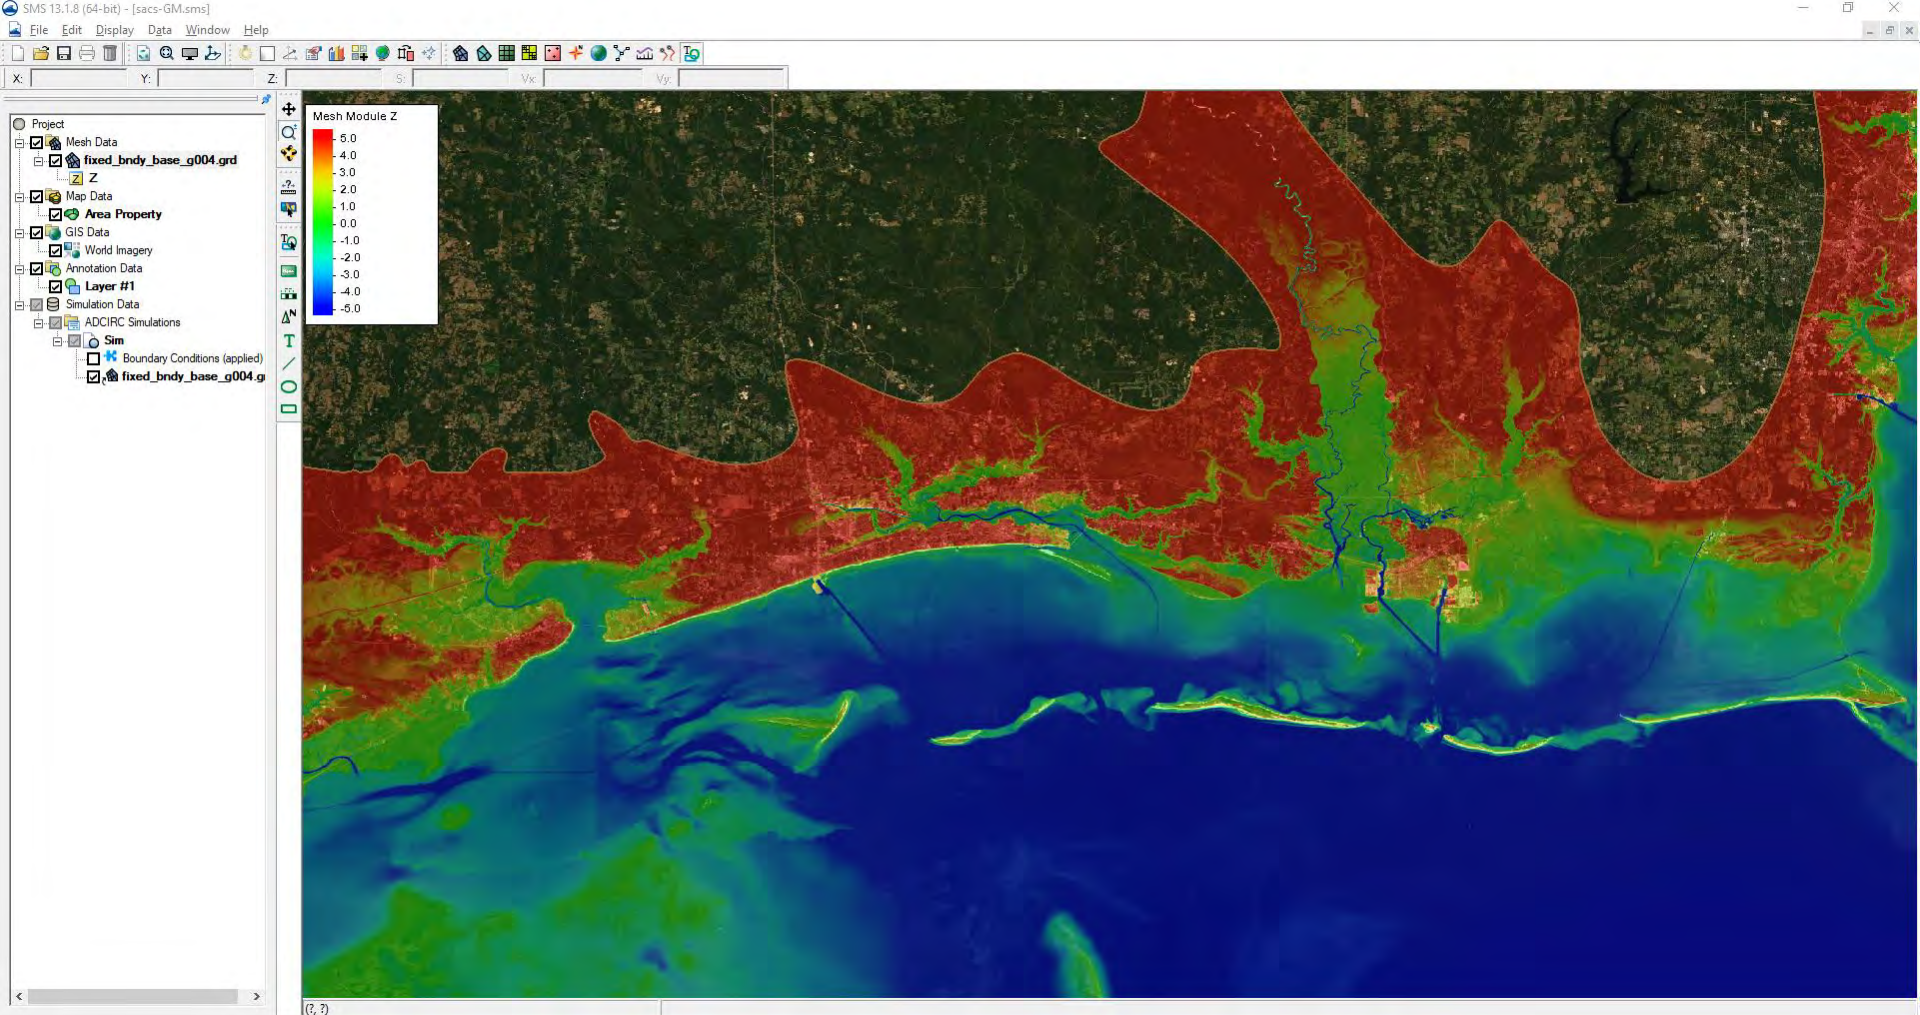 SMS 13.1.8 (64-bit) - [sacs-GM.sms]
File Edit Display Data Window Help
X: Y: Z: S: Vx: Vy:
Project
Mesh Data
fixed_bndy_base_g004.grd
Z Z
Map Data
Area Property
GIS Data
World Imagery
Annotation Data
Layer #1
Simulation Data
ADCIRC Simulations
Sim
Boundary Conditions (applied)
fixed_bndy_base_g004.g
Mesh Module Z
5.0
4.0
3.0
2.0
1.0
0.0
-1.0
-2.0
-3.0
-4.0
-5.0
(?, ?)